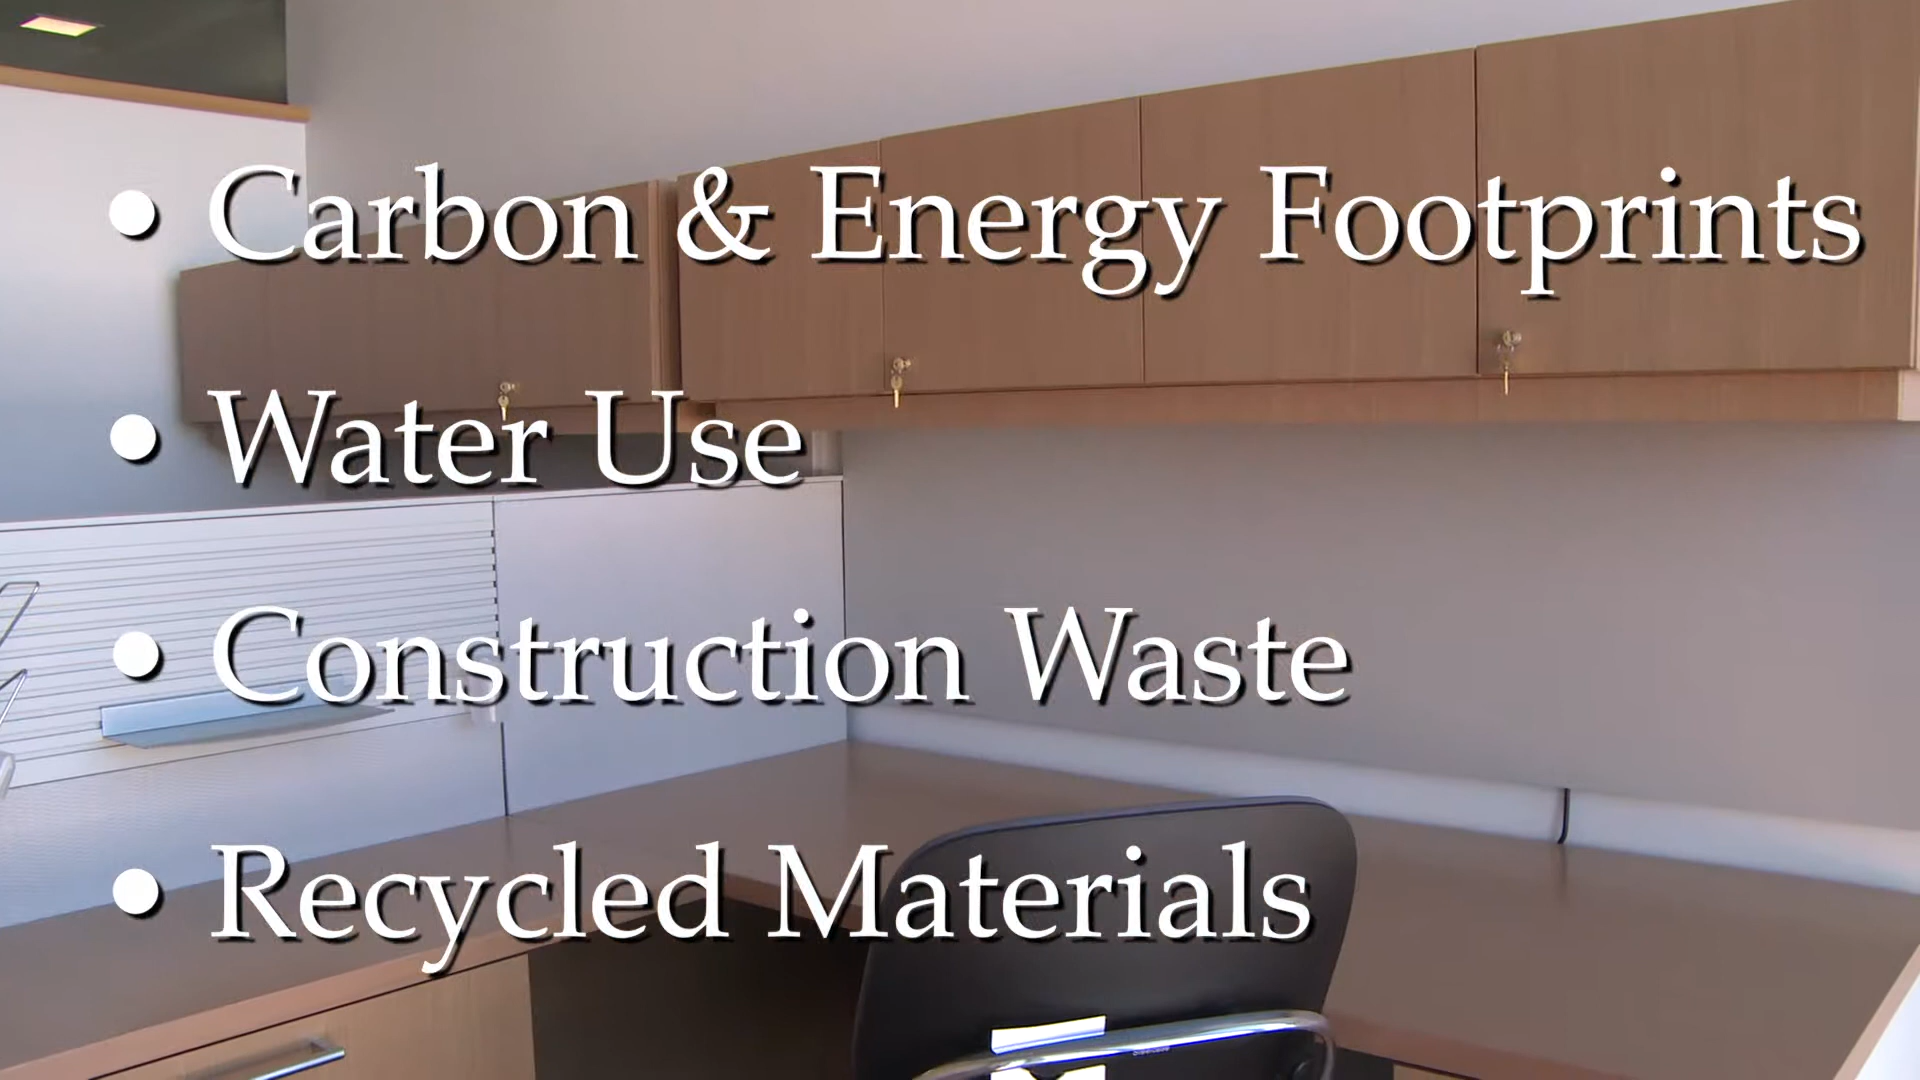 • Carbon & Energy Footprints
• Water Use
• Construction Waste
• Recycled Materials